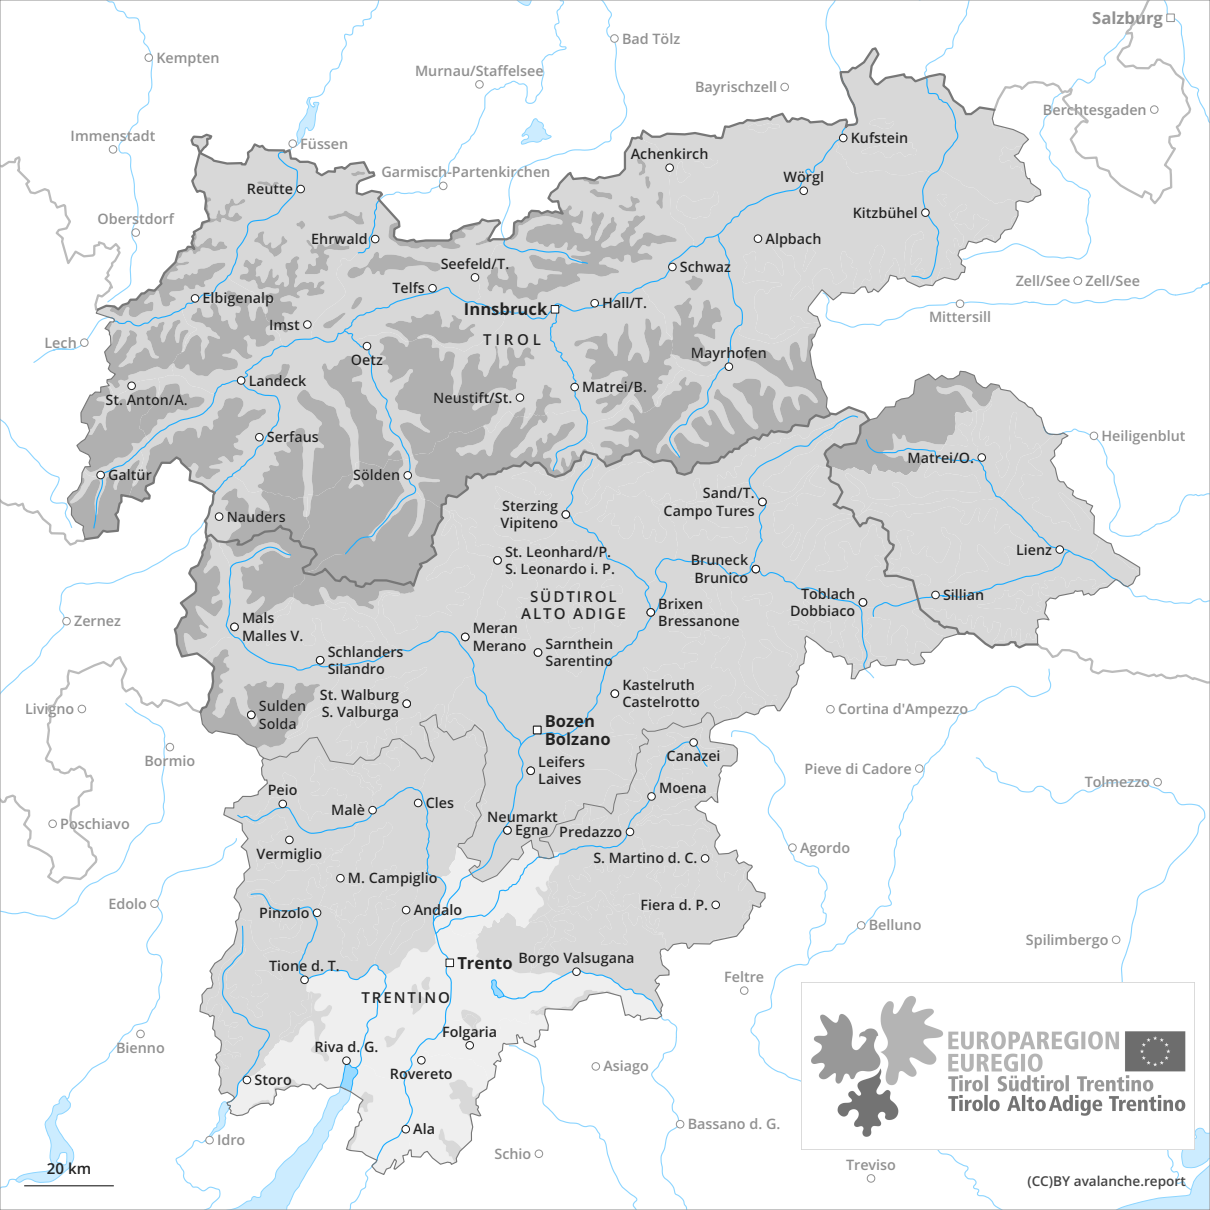 Salzburg
Bad Tölz
Kempten
Murnau/Staffelsee
Bayrischzell
Berchtesgaden
Immenstadt
Füssen
Kufstein
Achenkirch
Garmisch-Partenkirchen
Wörgl
Reutte
Kitzbühel
Oberstdorf
Ehrwald
Alpbach
Seefeld/T.
Schwaz
Zell/See
Zell/See
Telfs
Elbigenalp
Hall/T.
Innsbruck
Mittersill
Imst
TIROL
Lech
Oetz
Mayrhofen
Landeck
Matrei/B.
St. Anton/A.
Neustift/St.
Serfaus
Heiligenblut
Matrei/O.
Galtür
Sölden
Sand/T.
Campo Tures
Sterzing
Vipiteno
Nauders
St. Leonhard/P.
S. Leonardo i. P.
Lienz
Bruneck
Brunico
SÜDTIROL
ALTO ADIGE
Toblach
Dobbiaco
Sillian
Brixen
Bressanone
Zernez
Mals
Malles V.
Meran
Merano
Sarnthein
Sarentino
Schlanders
Silandro
Kastelruth
Castelrotto
St. Walburg
S. Valburga
Sulden
Solda
Livigno
Cortina d'Ampezzo
Bozen
Bolzano
Bormio
Canazei
Leifers
Laives
Pieve di Cadore
Tolmezzo
Peio
Moena
Malè
Cles
Neumarkt
Egna
Predazzo
Poschiavo
Vermiglio
Agordo
S. Martino d. C.
M. Campiglio
Edolo
Pinzolo
Andalo
Fiera d. P.
Belluno
Spilimbergo
Trento
Borgo Valsugana
Tione d. T.
Feltre
TRENTINO
Folgaria
Bienno
Riva d. G.
Rovereto
Asiago
Storo
Ala
Bassano d. G.
Idro
Schio
Treviso
EUROPAREGION
EUREGIO
Tirol Südtirol Trentino
Tirolo Alto Adige Trentino
20 km
(CC)BY avalanche.report